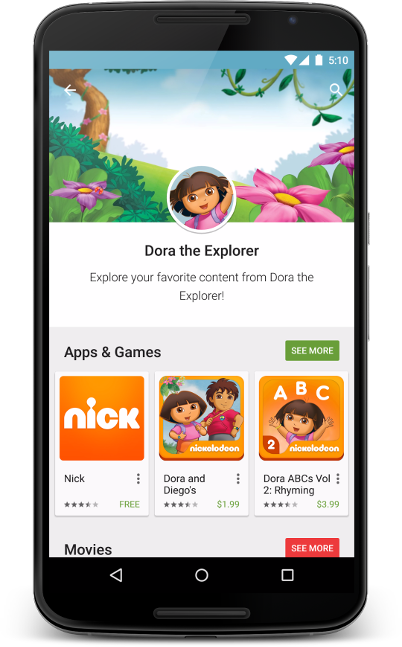 5:10
Dora the Explorer
Explore your favorite content from Dora the
Explorer!
Apps & Games
SEE MORE
nick
nickelodeon
A B C
2
nickelodeon
Nick
Dora and
Diego's
Dora ABCs Vol
2: Rhyming
FREE
$1.99
$3.99
Movies
SEE MORE